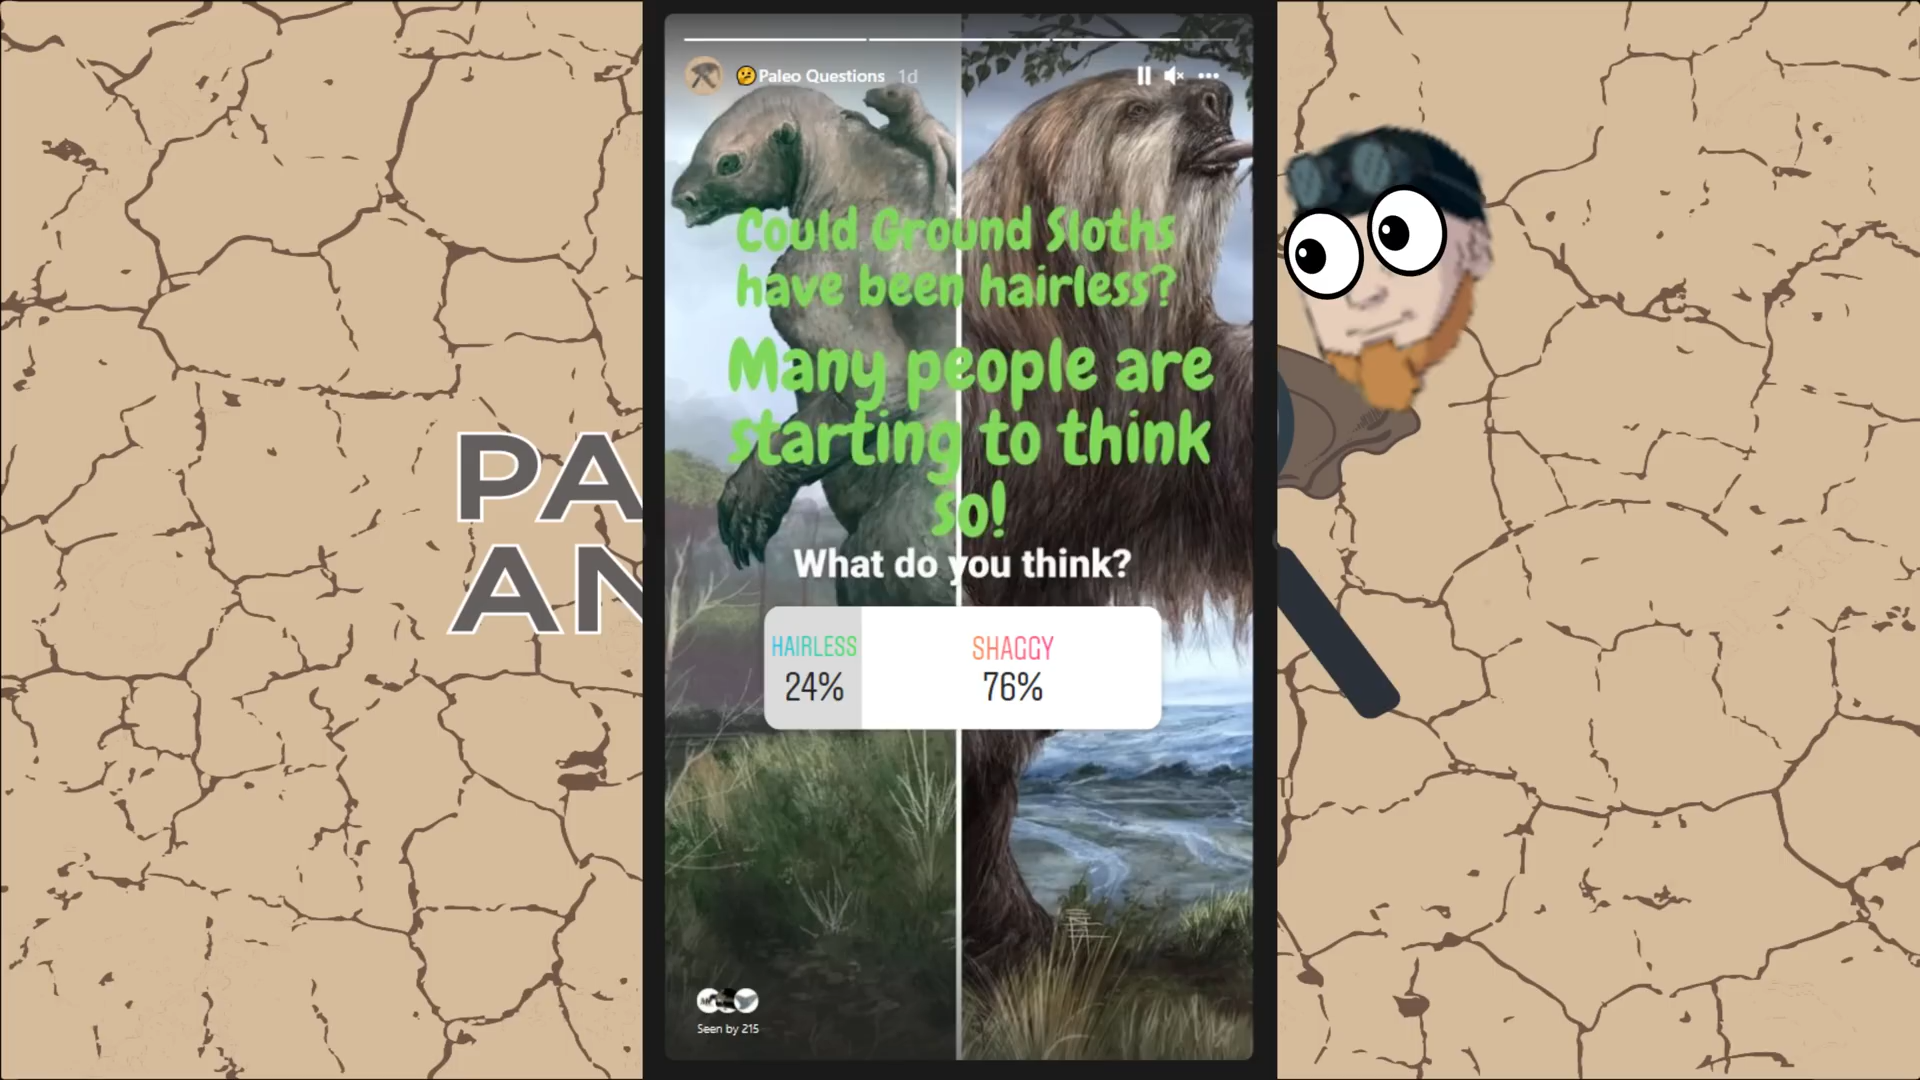 🤔Paleo Questions 1d
Could Ground Sloths
have been hairless?
Many people are
starting to think
so!
What do you think?
HAIRLESS
24%
SHAGGY
76%
Seen by 215
PA
AN